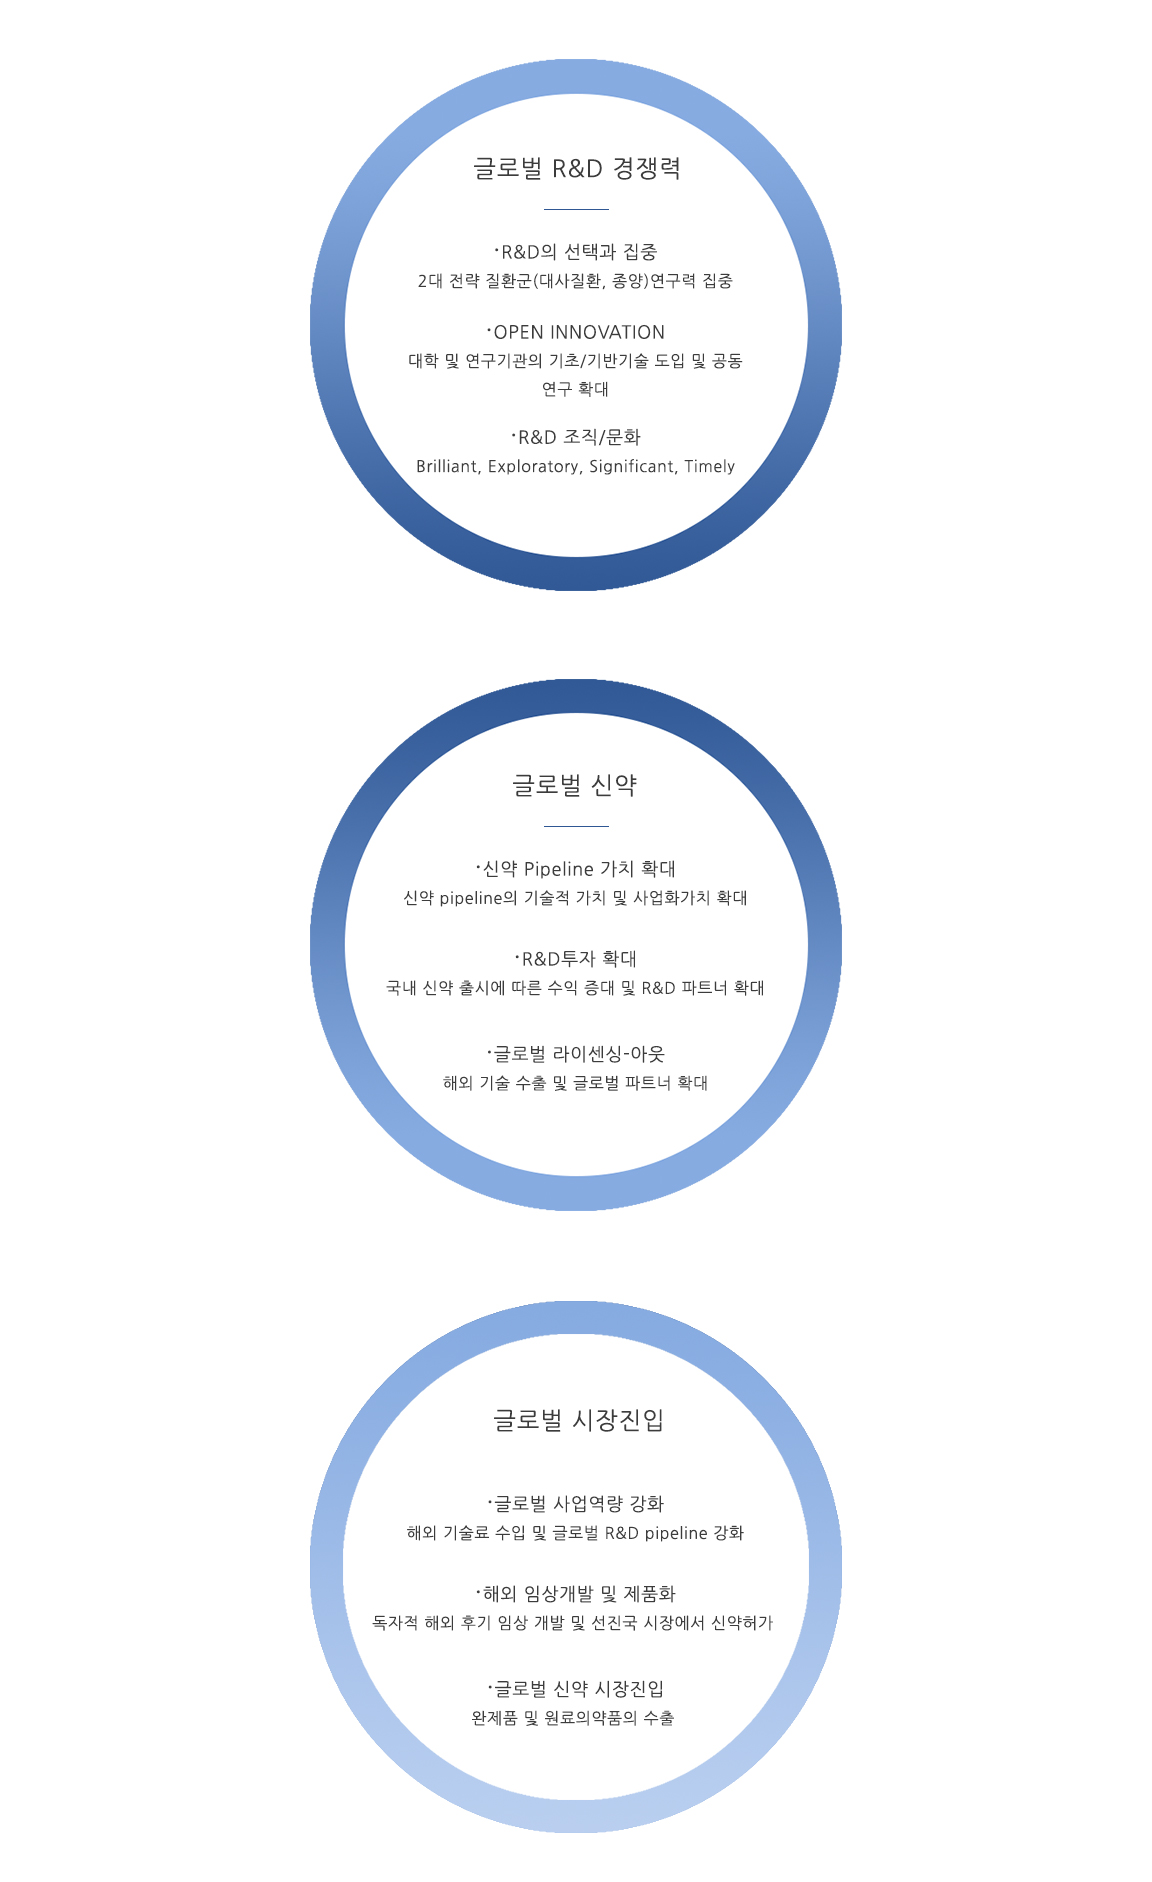 글로벌 R&D 경쟁력
·R&D의 선택과 집중
2대 전략 질환군(대사질환, 종양)연구력 집중
·OPEN INNOVATION
대학 및 연구기관의 기초/기반기술 도입 및 공동
연구 확대
·R&D 조직/문화
Brilliant, Exploratory, Significant, Timely
글로벌 신약
·신약 Pipeline 가치 확대
신약 pipeline의 기술적 가치 및 사업화가치 확대
·R&D투자 확대
국내 신약 출시에 따른 수익 증대 및 R&D 파트너 확대
·글로벌 라이센싱-아웃
해외 기술 수출 및 글로벌 파트너 확대
글로벌 시장진입
·글로벌 사업역량 강화
해외 기술료 수입 및 글로벌 R&D pipeline 강화
·해외 임상개발 및 제품화
독자적 해외 후기 임상 개발 및 선진국 시장에서 신약허가
·글로벌 신약 시장진입
완제품 및 원료의약품의 수출